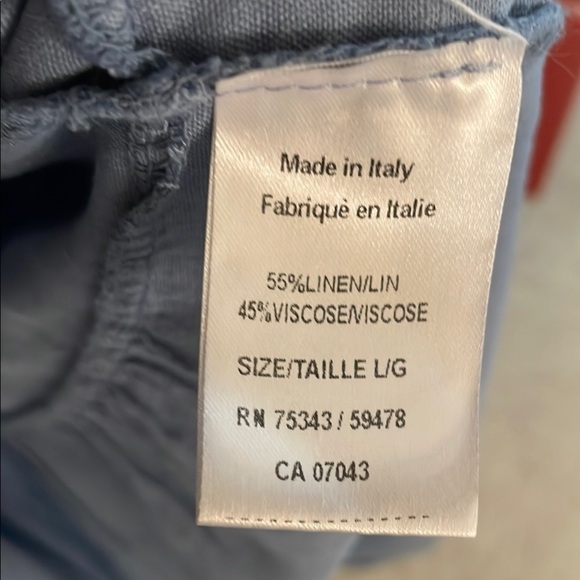 Made in Italy
Fabriquè en Italie
55%LINEN/LIN
45%VISCOSE/VISCOSE
SIZE/TAILLE L/G
RN 75343 / 59478
CA 07043